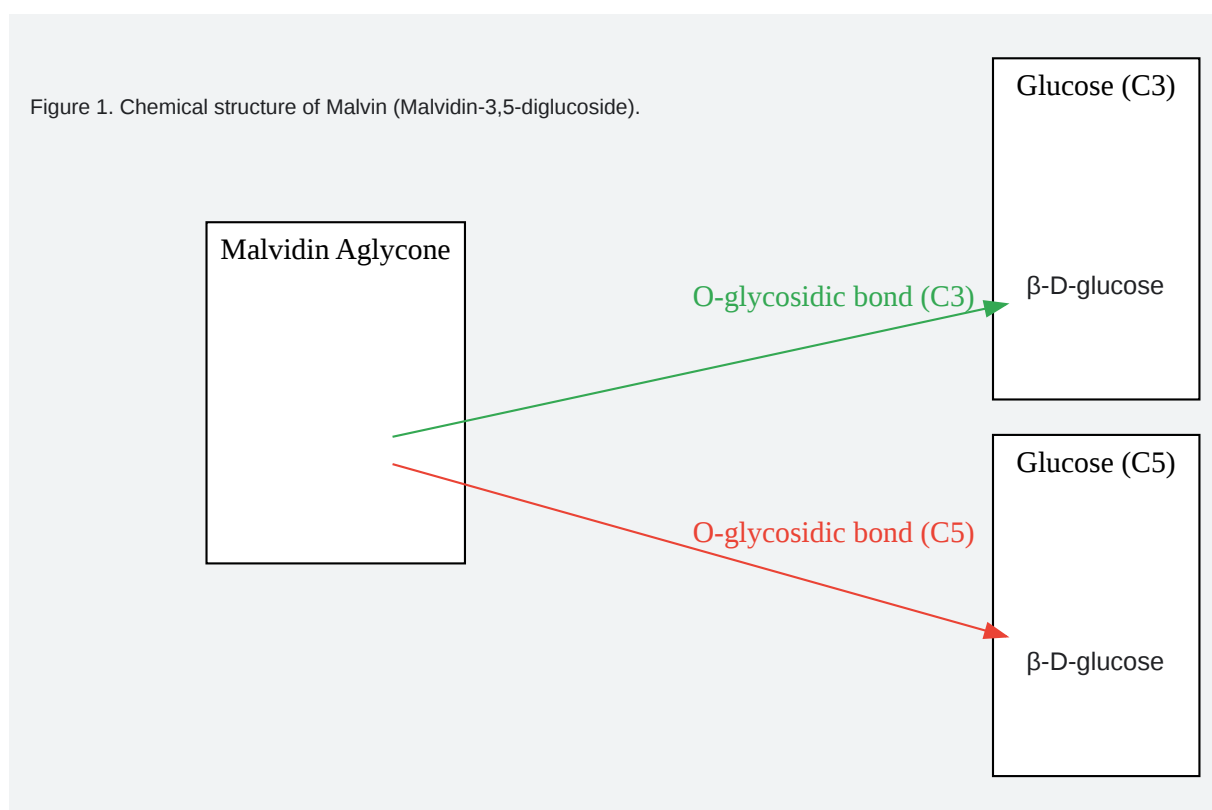 Figure 1. Chemical structure of Malvin (Malvidin-3,5-diglucoside).
Malvidin Aglycone
O-glycosidic bond (C3)
Glucose (C3)
β-D-glucose
O-glycosidic bond (C5)
Glucose (C5)
β-D-glucose